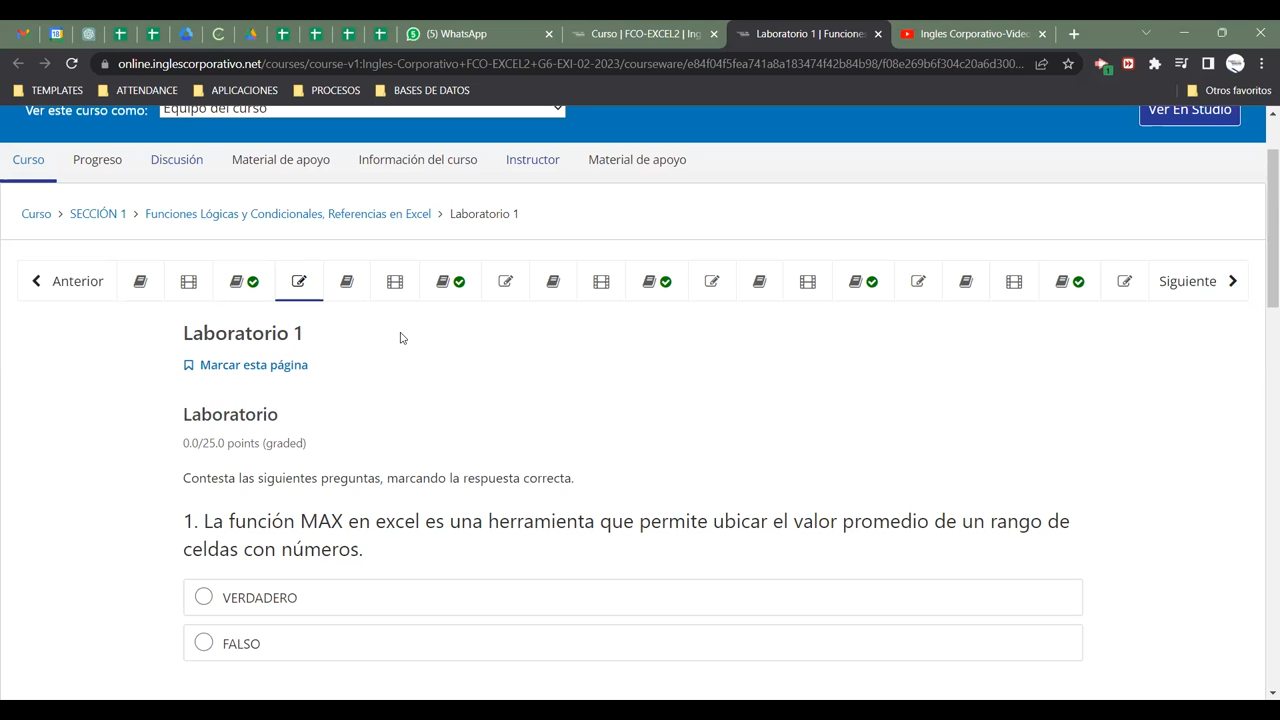 (5) WhatsApp
Curso | FCO-EXCEL2 | Ing
Laboratorio 1 | Funcione
Ingles Corporativo-Video
online.inglescorporativo.net/courses/course-v1:Ingles-Corporativo+FCO-EXCEL2+G6-EXI-02-2023/courseware/e84f04f5fea741a8a183474f42b84b98/f08e269b6f304c20a6d300...
TEMPLATES
ATTENDANCE
APLICACIONES
PROCESOS
BASES DE DATOS
Otros favoritos
Ver este curso como:
Equipo del curso
Ver En Studio
Curso
Progreso
Discusión
Material de apoyo
Información del curso
Instructor
Material de apoyo
Curso > SECCIÓN 1 > Funciones Lógicas y Condicionales, Referencias en Excel > Laboratorio 1
Anterior
Siguiente
Laboratorio 1
Marcar esta página
Laboratorio
0.0/25.0 points (graded)
Contesta las siguientes preguntas, marcando la respuesta correcta.
1. La función MAX en excel es una herramienta que permite ubicar el valor promedio de un rango de
celdas con números.
VERDADERO
FALSO